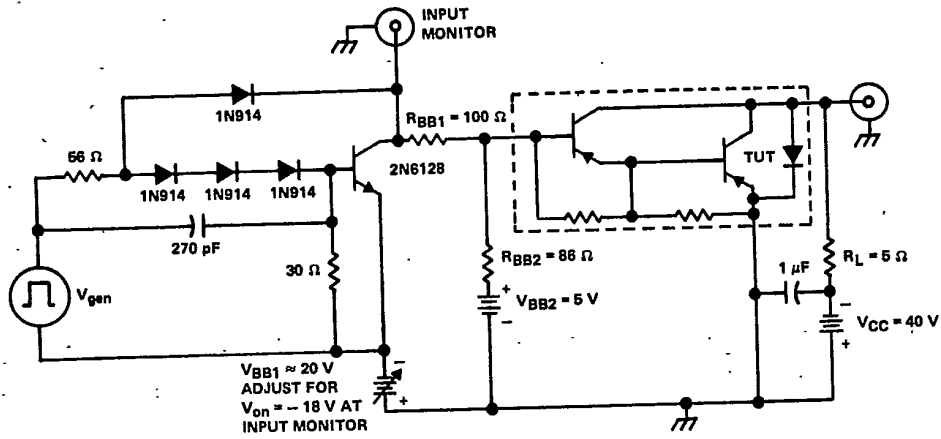 INPUT
MONITOR
1N914
R_BB1 = 100 Ω
56 Ω
1N914
1N914
1N914
2N6128
TUT
270 pF
30 Ω
R_BB2 = 86 Ω
V_BB2 = 5 V
1 μF
R_L = 5 Ω
V_gen
V_CC = 40 V
V_BB1 ≈ 20 V
ADJUST FOR
V_on = – 18 V AT
INPUT MONITOR